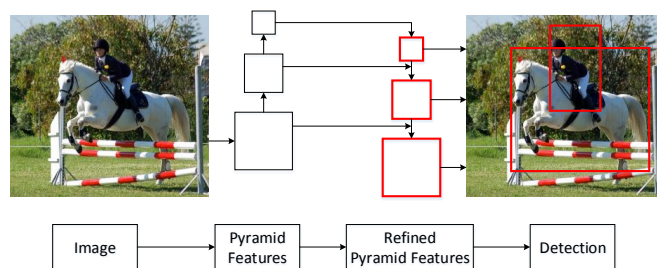 Image
Pyramid
Features
Refined
Pyramid Features
Detection